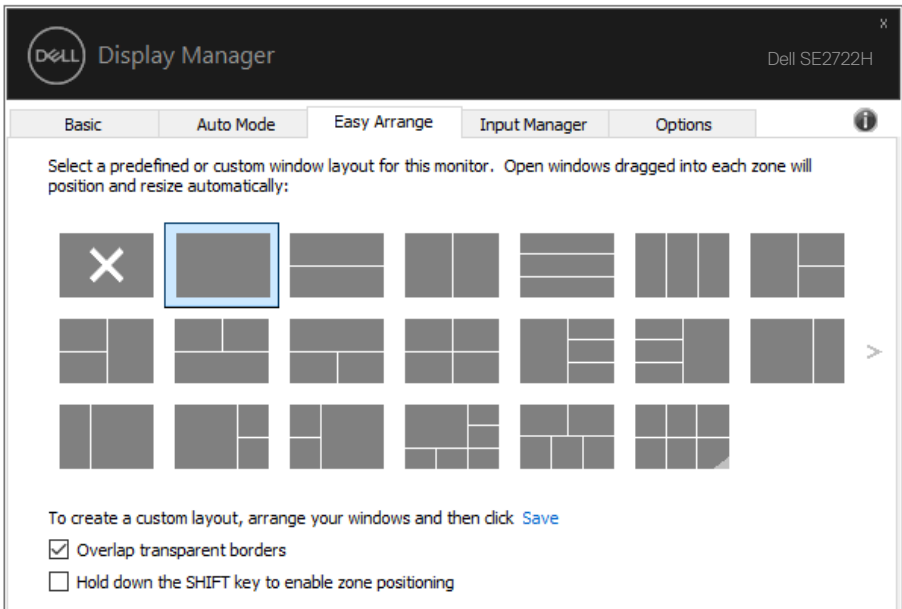 x
DELL Display Manager
Dell SE2722H
Basic Auto Mode Easy Arrange Input Manager Options
Select a predefined or custom window layout for this monitor. Open windows dragged into each zone will
position and resize automatically:
>
To create a custom layout, arrange your windows and then click Save
Overlap transparent borders
Hold down the SHIFT key to enable zone positioning